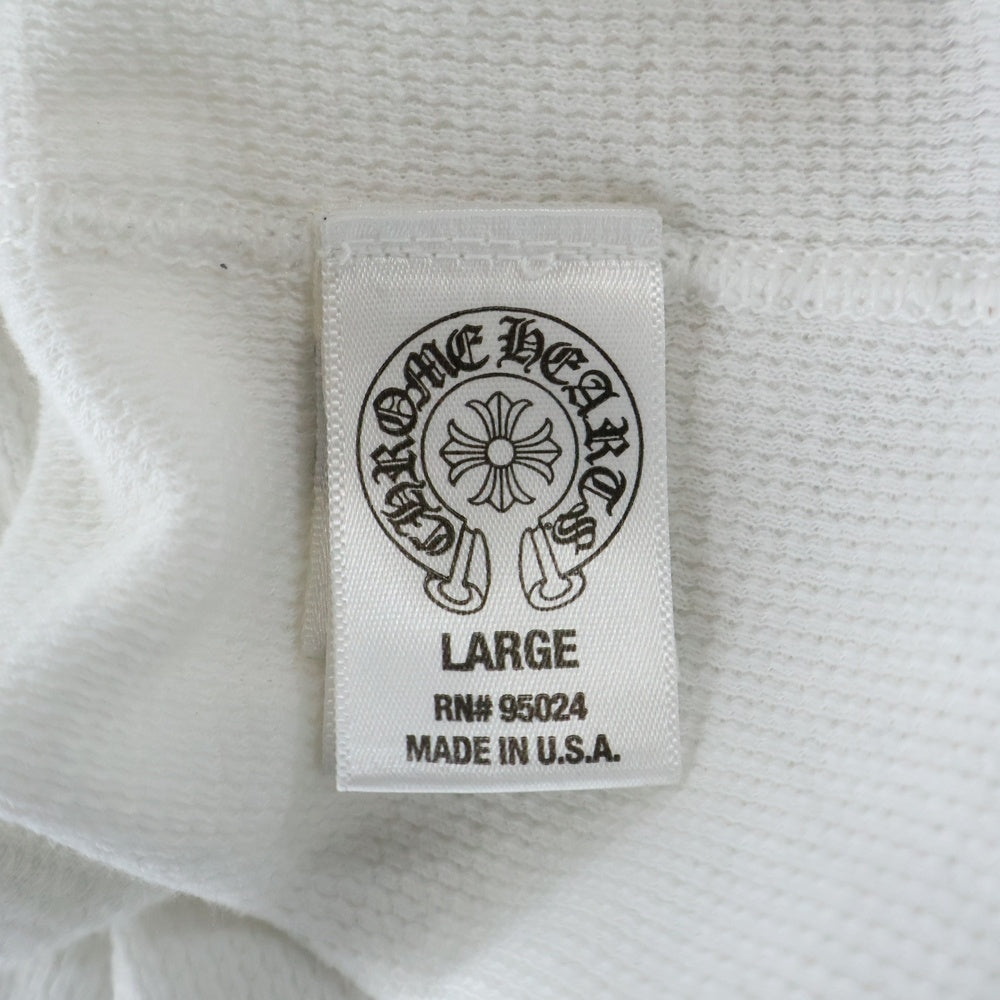 CHROME HEARTS
LARGE
RN# 95024
MADE IN U.S.A.